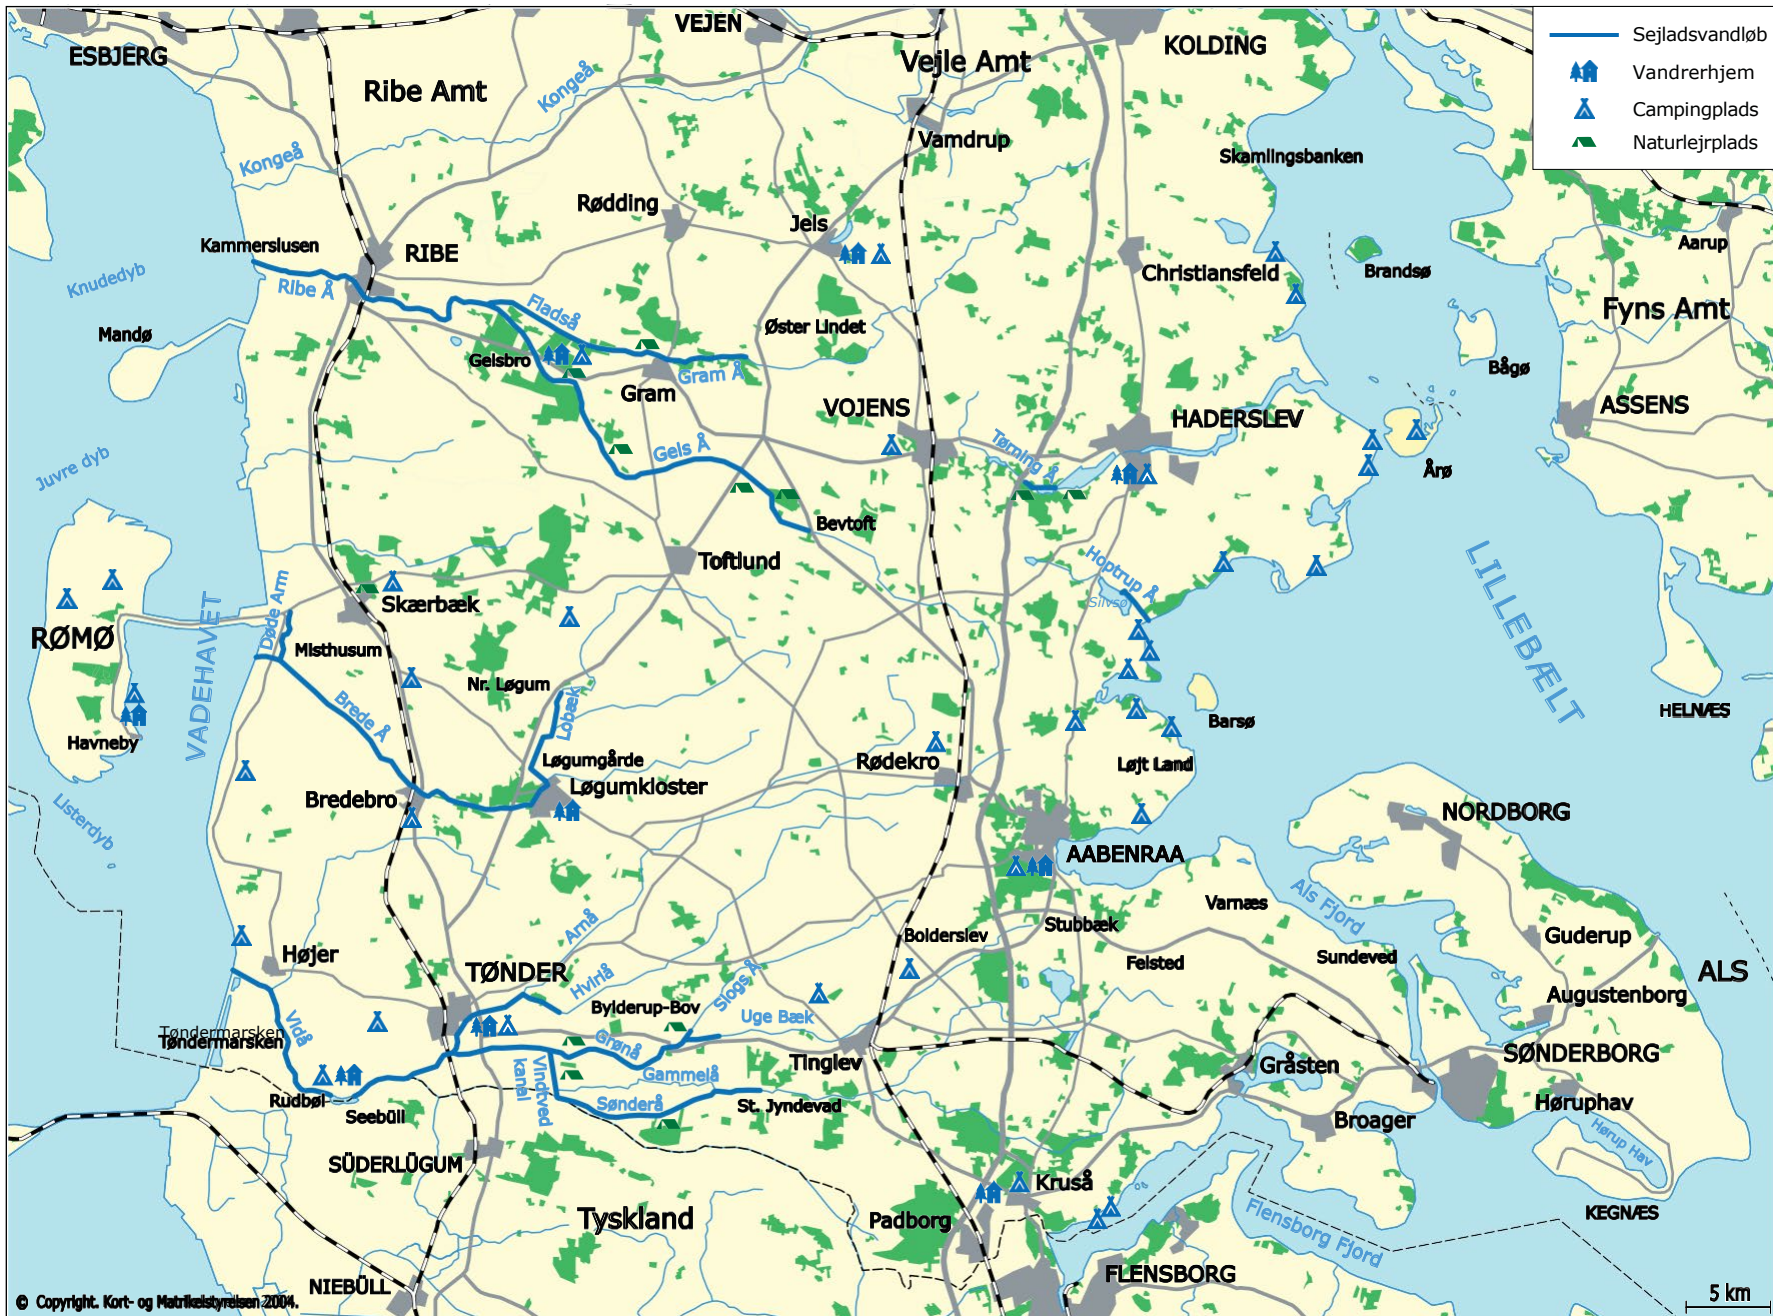 ESBJERG
VEJEN
KOLDING
Vejle Amt
Ribe Amt
Kongeå
Sejladsvandløb
Vandrerhjem
Campingplads
Naturlejrplads
Vamdrup
Skamlingsbanken
Kongeå
Rødding
Jels
Kammerslusen
RIBE
Christiansfeld
Brandsø
Aarup
Knudedyb
Ribe Å
Fladså
Øster Lindet
Fyns Amt
Mandø
Gelsbro
Gram Å
Gram
Bågø
VOJENS
HADERSLEV
ASSENS
Juvre dyb
Gels Å
Tørning Å
Årø
Bevtoft
Toftlund
Hoptrup Å
Slivsø
LILLEBÆLT
Skærbæk
Døde Arm
RØMØ
VADEHAVET
Misthusum
Nr. Løgum
Lobæk
Brede Å
Barsø
HELNÆS
Havneby
Løgumgårde
Rødekro
Løjt Land
Løgumkloster
Bredebro
Listerdyb
NORDBORG
AABENRAA
Als Fjord
Varnæs
Stubbæk
Arnå
Bolderslev
Guderup
Højer
Felsted
Sundeved
TØNDER
Hvirlå
Slogs Å
ALS
Bylderup-Bov
Uge Bæk
Augustenborg
Vidå
Tøndermarsken
Tøndermarsken
Grønå
Tinglev
SØNDERBORG
Gråsten
Vindtved
kanal
Gammelå
Rudbøl
Seebüll
Sønderå
St. Jyndevad
Høruphav
Broager
Hørup Hav
SÜDERLÜGUM
Kruså
Tyskland
Padborg
KEGNÆS
Flensborg Fjord
FLENSBORG
NIEBÜLL
© Copyright. Kort- og Matrikelstyrelsen 2004.
5 km